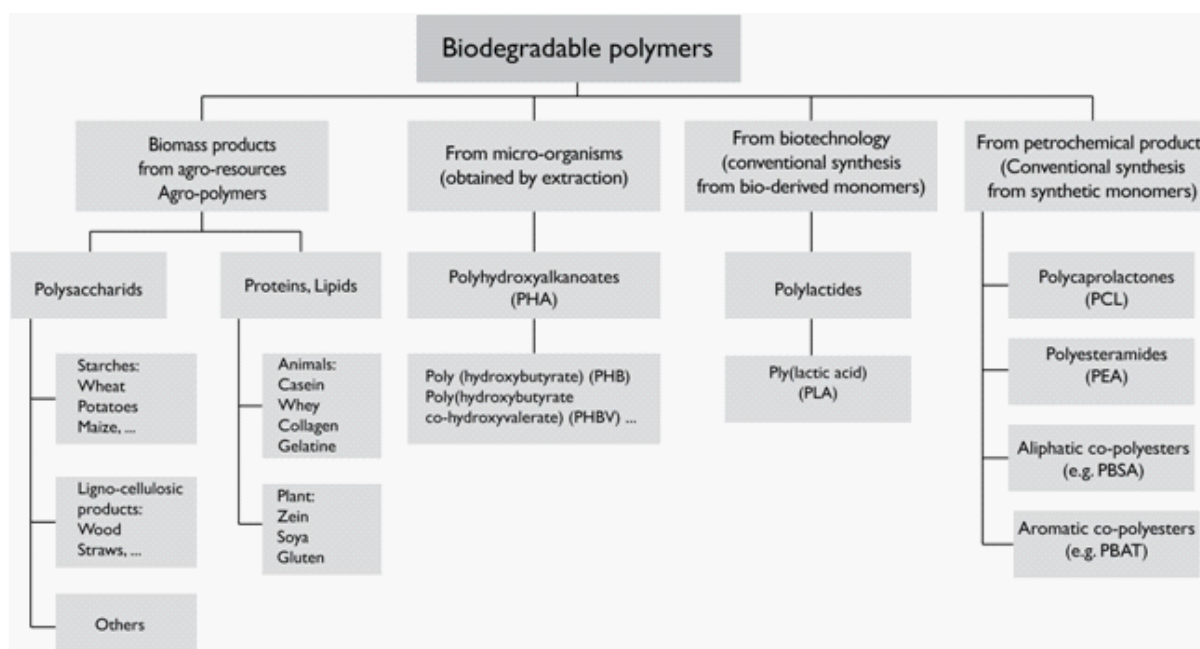 Biodegradable polymers
Biomass products
from agro-resources
Agro-polymers
From micro-organisms
(obtained by extraction)
From biotechnology
(conventional synthesis
from bio-derived monomers)
From petrochemical product
(Conventional synthesis
from synthetic monomers)
Polysaccharids
Proteins, Lipids
Polyhydroxyalkanoates
(PHA)
Polylactides
Polycaprolactones
(PCL)
Starches:
Wheat
Potatoes
Maize, ...
Animals:
Casein
Whey
Collagen
Gelatine
Poly (hydroxybutyrate) (PHB)
Poly(hydroxybutyrate
co-hydroxyvalerate) (PHBV) ...
Ply(lactic acid)
(PLA)
Polyesteramides
(PEA)
Ligno-cellulosic
products:
Wood
Straws, ...
Plant:
Zein
Soya
Gluten
Aliphatic co-polyesters
(e.g. PBSA)
Aromatic co-polyesters
(e.g. PBAT)
Others